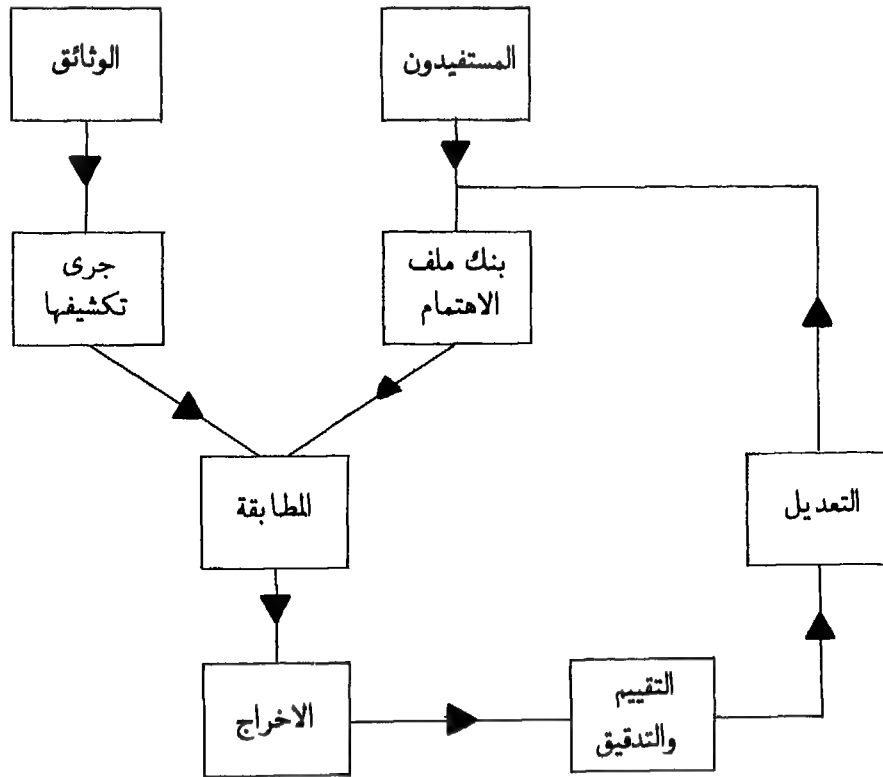 المستفيدون
الوثائق
بنك ملف
الاهتمام
جرى
تكشيفها
التعديل
المطابقة
التقييم
والتدقيق
الاخراج